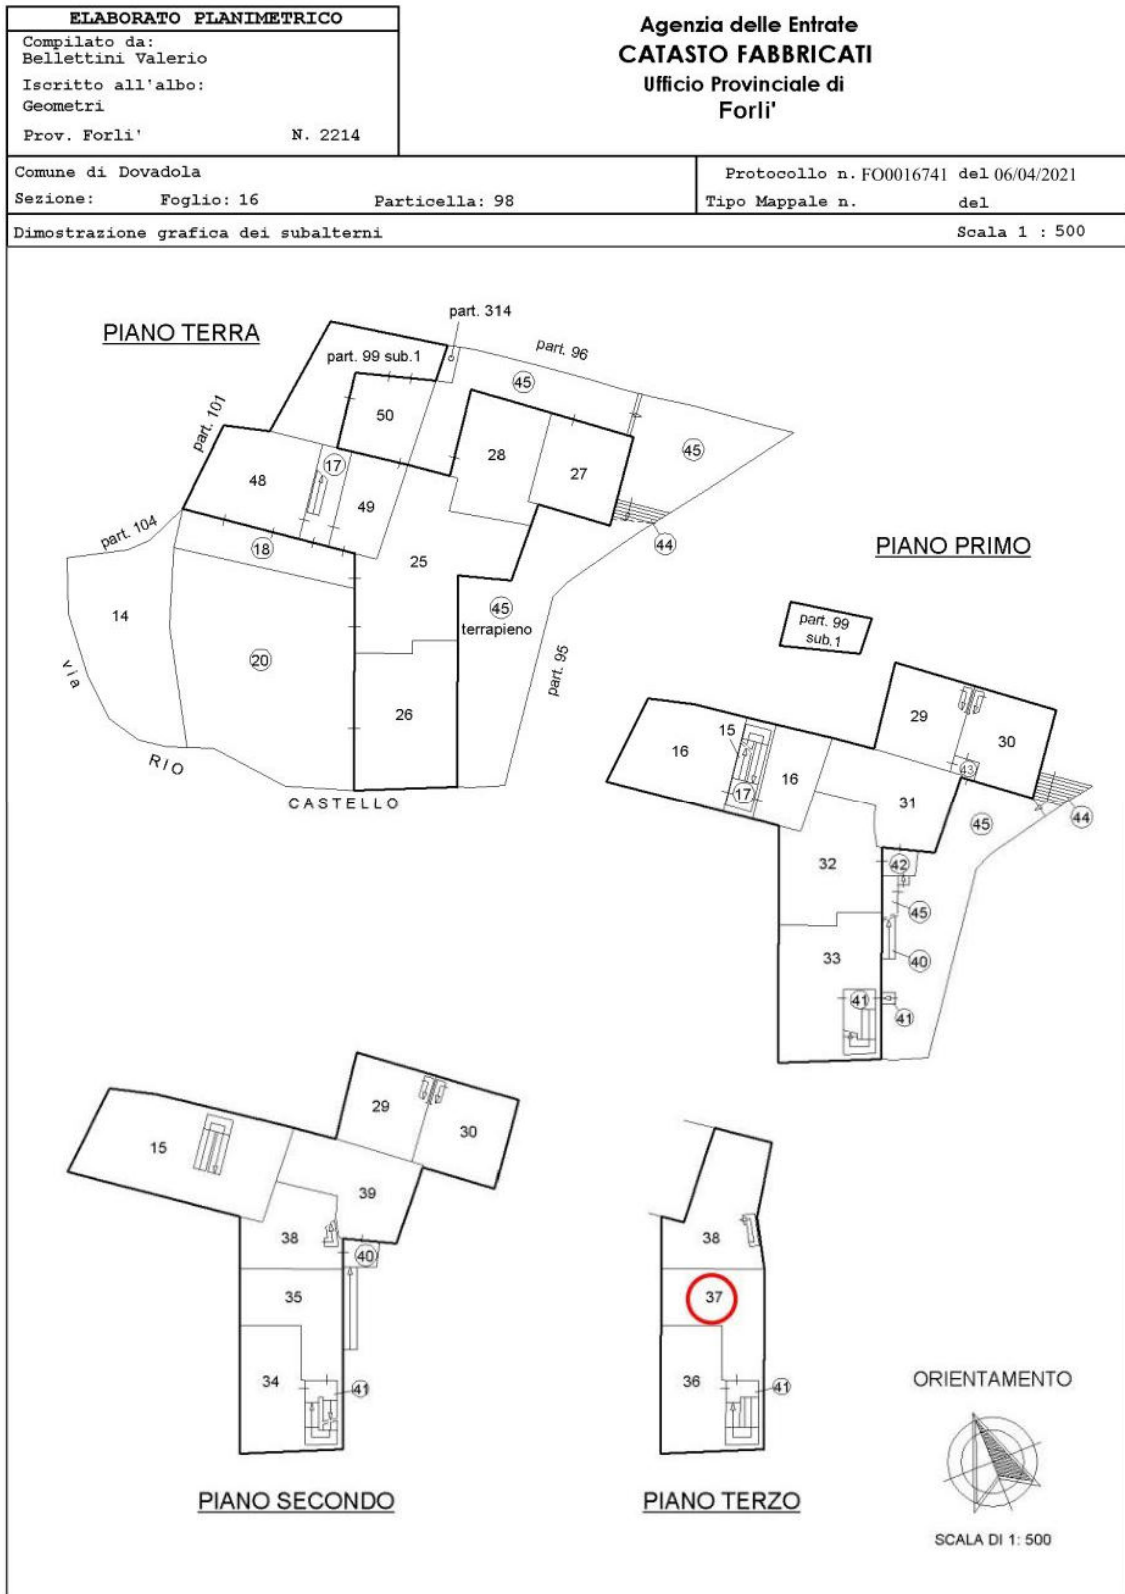 ELABORATO PLANIMETRICO
Compilato da:
Bellettini Valerio
Iscritto all'albo:
Geometri
Prov. Forli' N. 2214
Agenzia delle Entrate
CATASTO FABBRICATI
Ufficio Provinciale di
Forli'
Comune di Dovadola
Sezione: Foglio: 16 Particella: 98
Protocollo n. FO0016741 del 06/04/2021
Tipo Mappale n. del
Dimostrazione grafica dei subalterni
Scala 1 : 500
PIANO TERRA
part. 314
part. 96
part. 99 sub.1
45
50
part. 101
28
45
17
27
48
49
part. 104
18
44
25
14
45
terrapieno
20
part. 95
via
26
RIO
CASTELLO
PIANO PRIMO
part. 99
sub.1
29
15
30
16
16
43
17
31
45
44
32
42
45
33
40
41
41
29
30
15
39
38
40
35
34
41
PIANO SECONDO
38
37
36
41
PIANO TERZO
ORIENTAMENTO
SCALA DI 1: 500